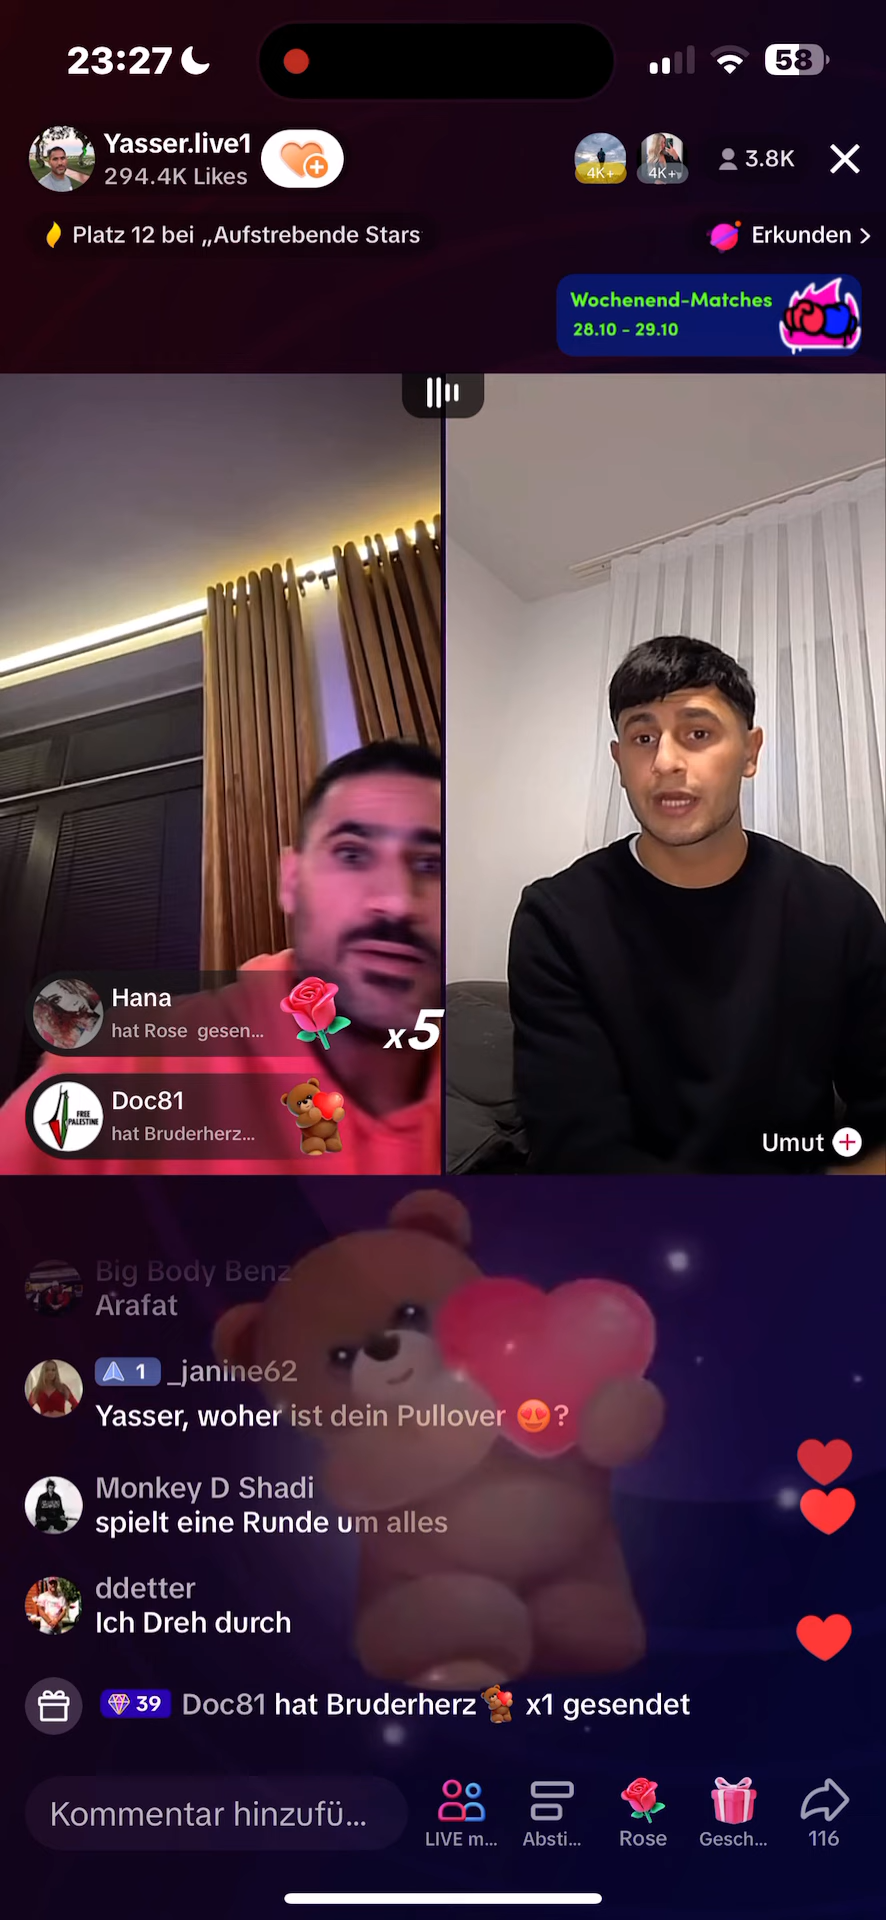 23:27
58
Yasser.live1
294.4K Likes
4K+
4K+
3.8K
Platz 12 bei „Aufstrebende Stars
Erkunden
Wochenend-Matches
28.10 - 29.10
Hana
hat Rose gesen...
x5
Doc81
hat Bruderherz...
FREE
PALESTINE
Umut
Big Body Benz
Arafat
1 _janine62
Yasser, woher ist dein Pullover 😍?
Monkey D Shadi
spielt eine Runde um alles
ddetter
Ich Dreh durch
39 Doc81 hat Bruderherz x1 gesendet
Kommentar hinzufü...
LIVE m...
Absti...
Rose
Gesch...
116